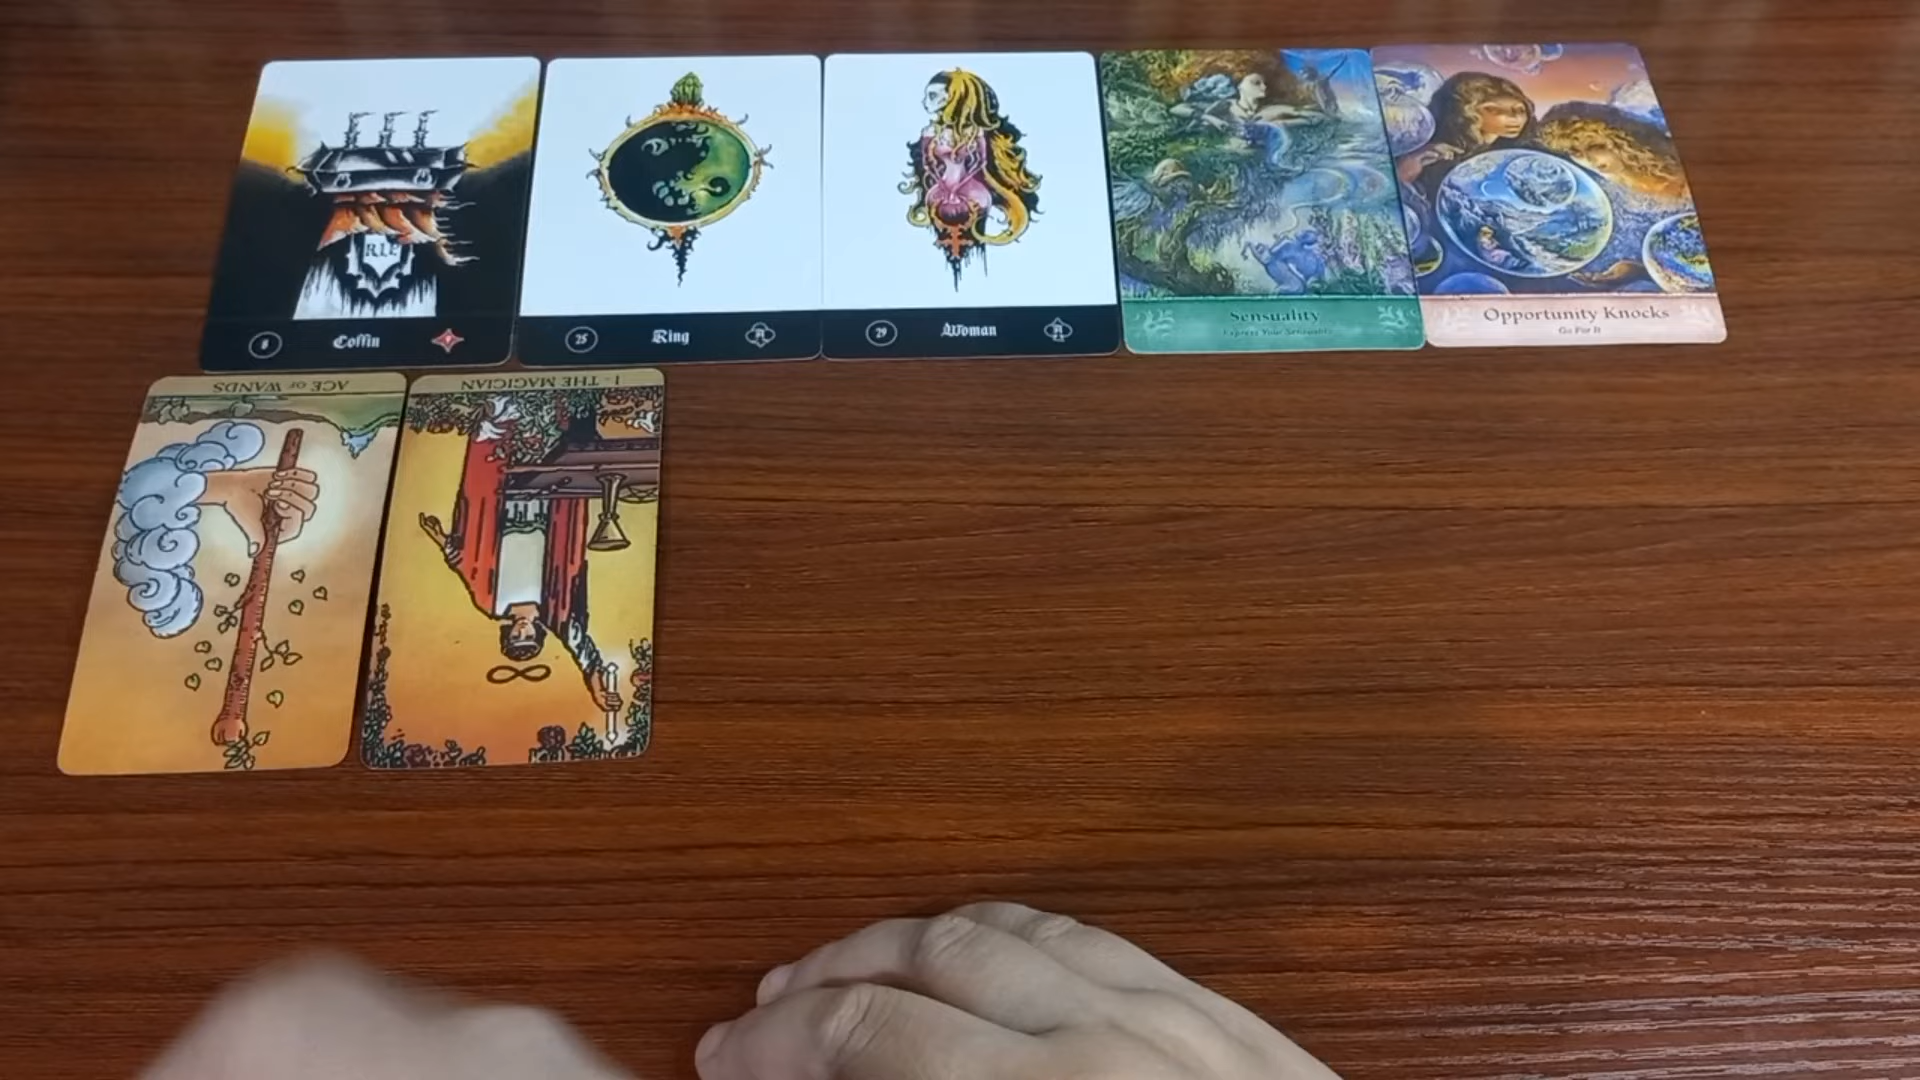 R.I.P
8 Coffin
25 Ring
29 Woman
Sensuality
Express Your Sensuality
Opportunity Knocks
Go For It
ACE OF WANDS
I - THE MAGICIAN